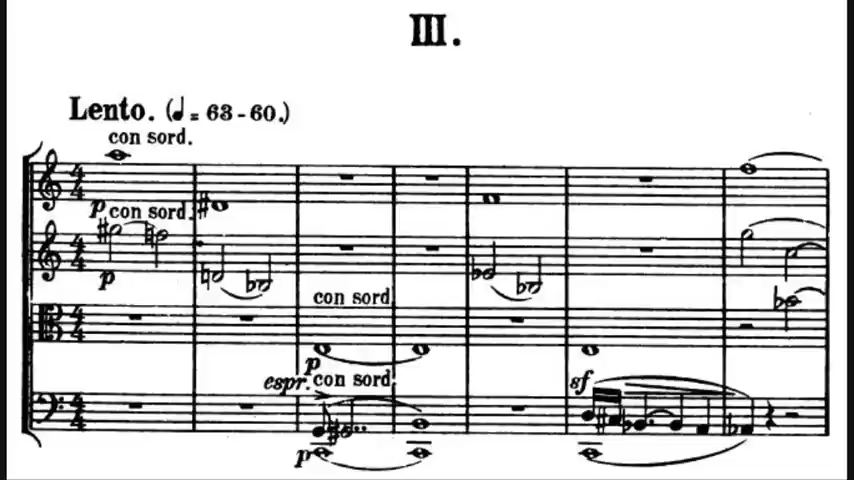 III.
Lento. (♩ = 63 - 60.)
con sord.
p con sord.
p
con sord.
p
espr. con sord. sf
p